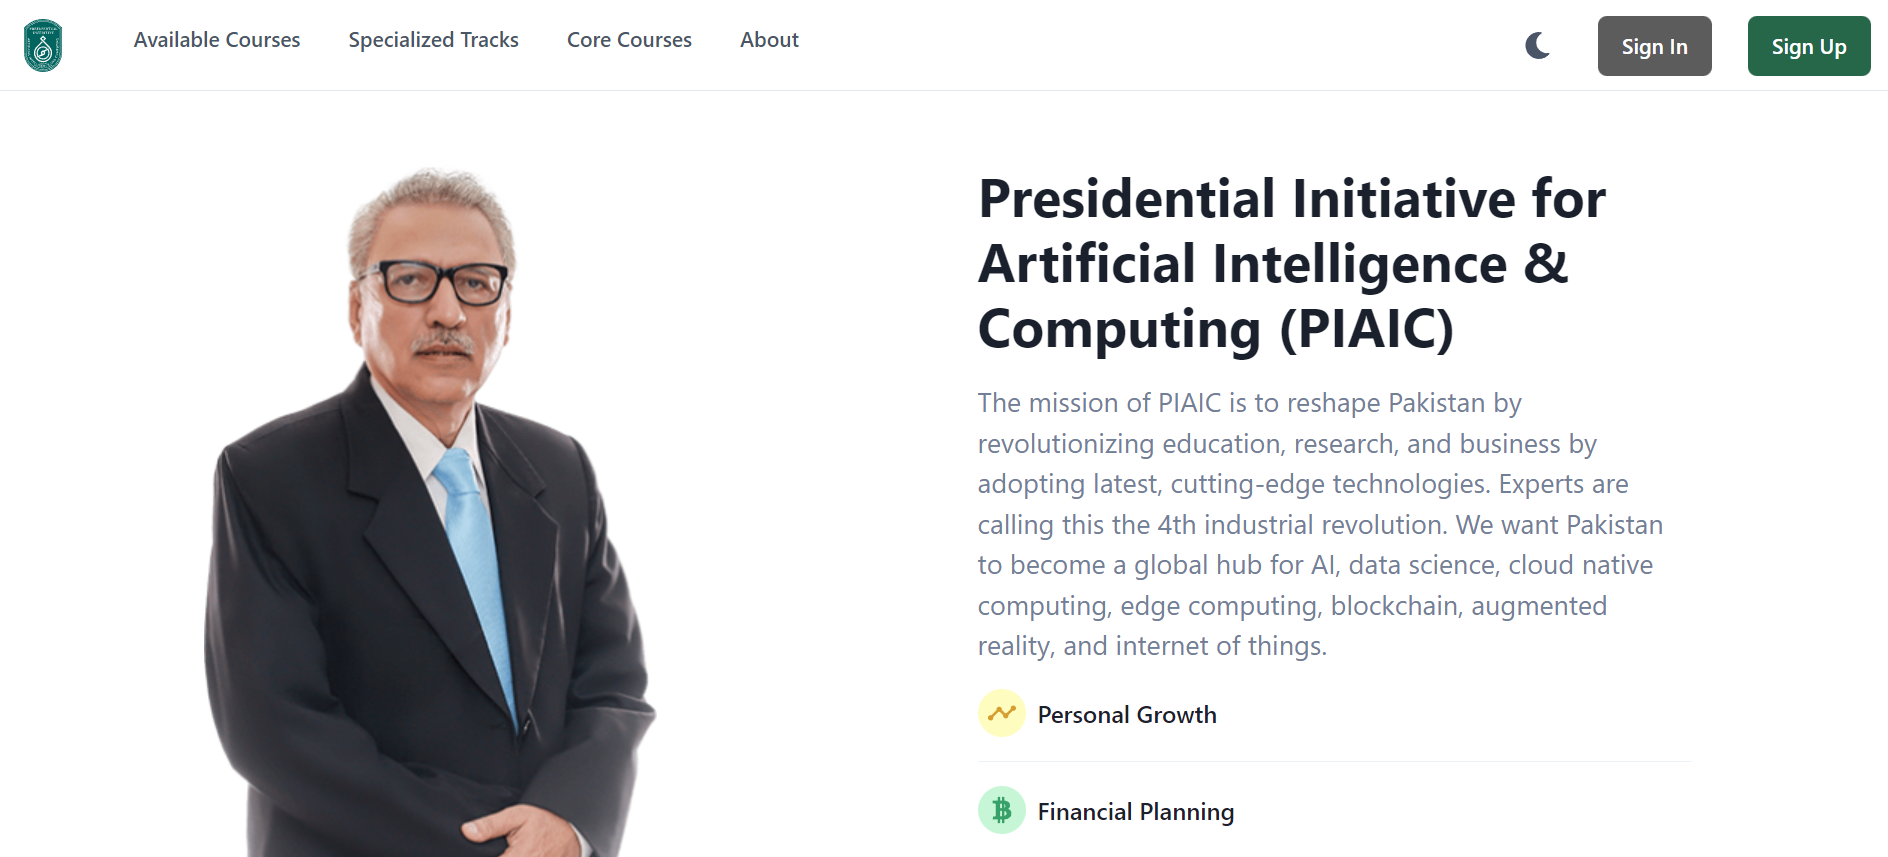 Available Courses
Specialized Tracks
Core Courses
About
Sign In
Sign Up
Presidential Initiative for
Artificial Intelligence &
Computing (PIAIC)
The mission of PIAIC is to reshape Pakistan by
revolutionizing education, research, and business by
adopting latest, cutting-edge technologies. Experts are
calling this the 4th industrial revolution. We want Pakistan
to become a global hub for AI, data science, cloud native
computing, edge computing, blockchain, augmented
reality, and internet of things.
Personal Growth
Financial Planning